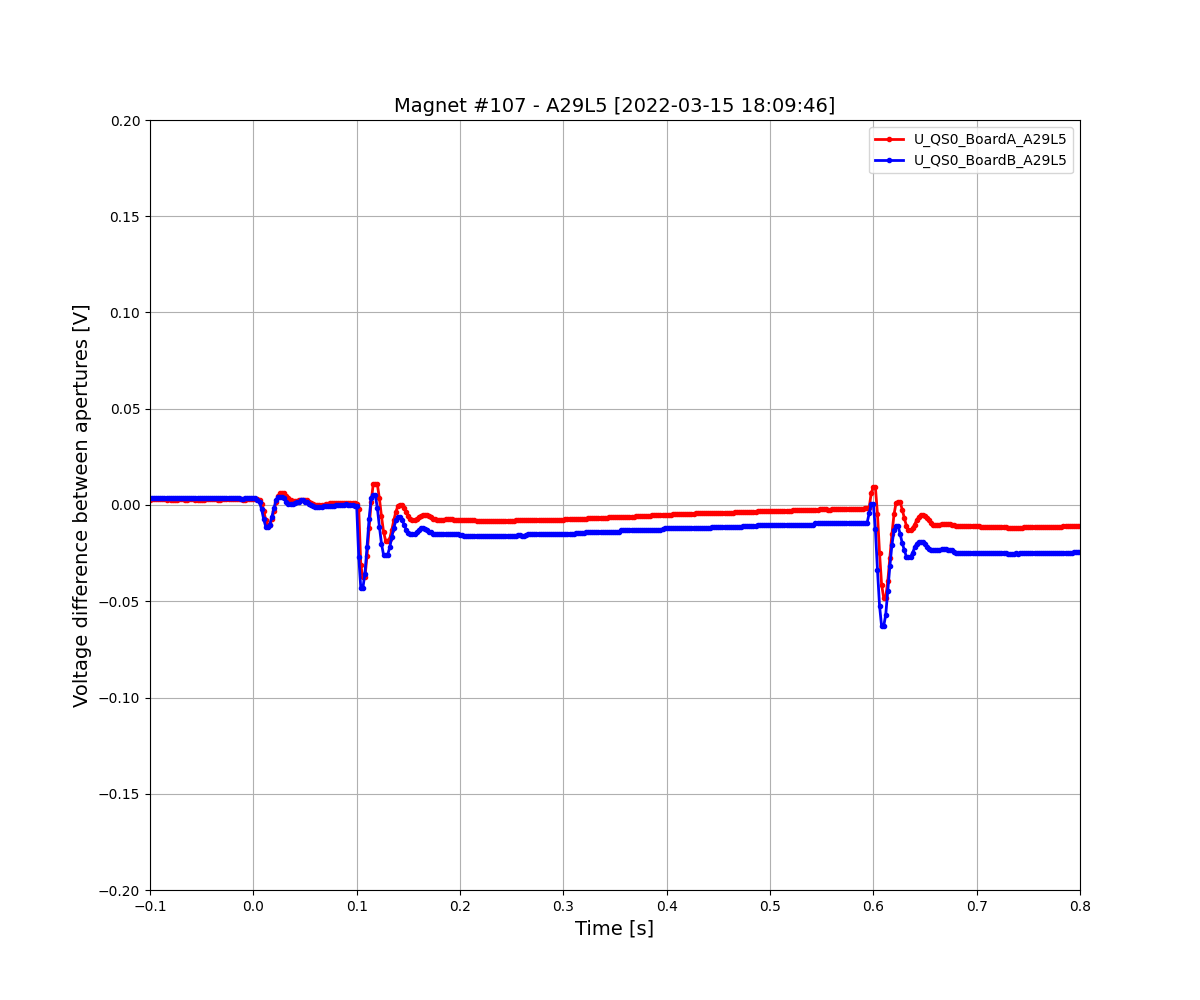 Magnet #107 - A29L5 [2022-03-15 18:09:46]
U_QS0_BoardA_A29L5
U_QS0_BoardB_A29L5
Voltage difference between apertures [V]
0.20
0.15
0.10
0.05
0.00
−0.05
−0.10
−0.15
−0.20
−0.1 0.0 0.1 0.2 0.3 0.4 0.5 0.6 0.7 0.8
Time [s]